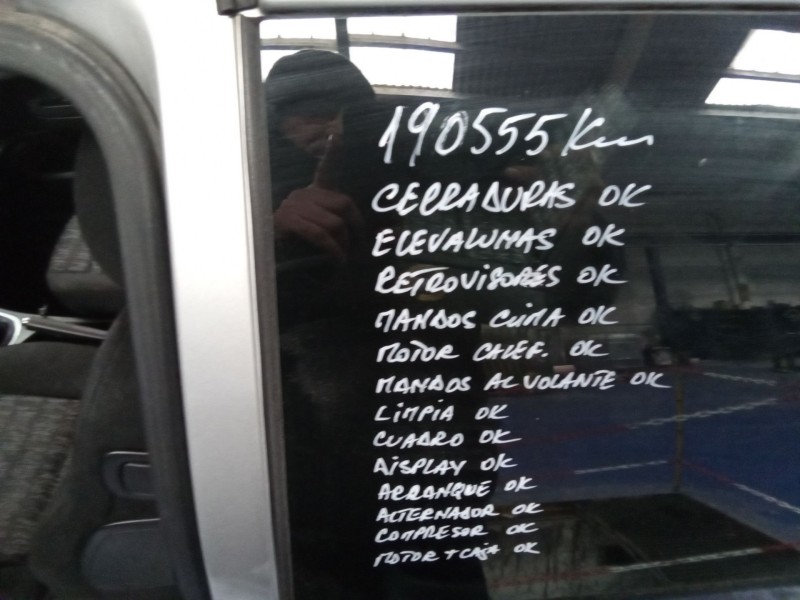 190555 Km
CERRADURAS OK
ELEVALUNAS OK
RETROVISORES OK
MANDOS CLIMA OK
MOTOR CALEF. OK
MANDOS AL VOLANTE OK
LIMPIA OK
CUADRO OK
DISPLAY OK
ARRANQUE OK
ALTERNADOR OK
COMPRESOR OK
MOTOR + CAJA OK